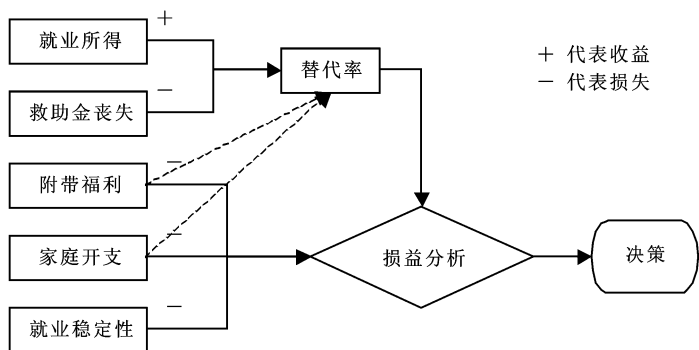 就业所得
+
救助金丧失
−
附带福利
−
家庭开支
−
就业稳定性
−
替代率
损益分析
决策
+ 代表收益
− 代表损失